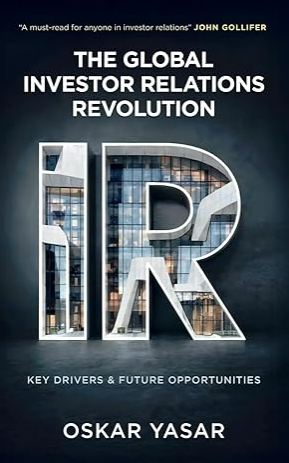 "A must-read for anyone in investor relations" JOHN GOLLIFER
THE GLOBAL
INVESTOR RELATIONS
REVOLUTION
IR
KEY DRIVERS & FUTURE OPPORTUNITIES
OSKAR YASAR